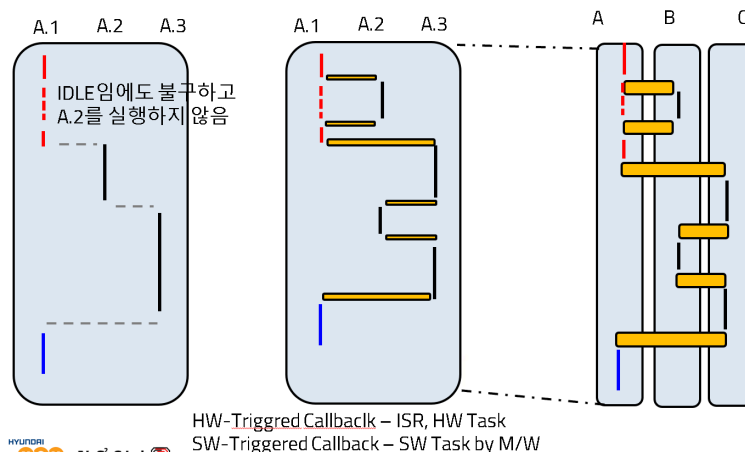 A.1 A.2 A.3
A.1 A.2 A.3
A B C
IDLE임에도 불구하고
A.2를 실행하지 않음
HW-Triggred Callbaclk – ISR, HW Task
SW-Triggered Callback – SW Task by M/W
HYUNDAI